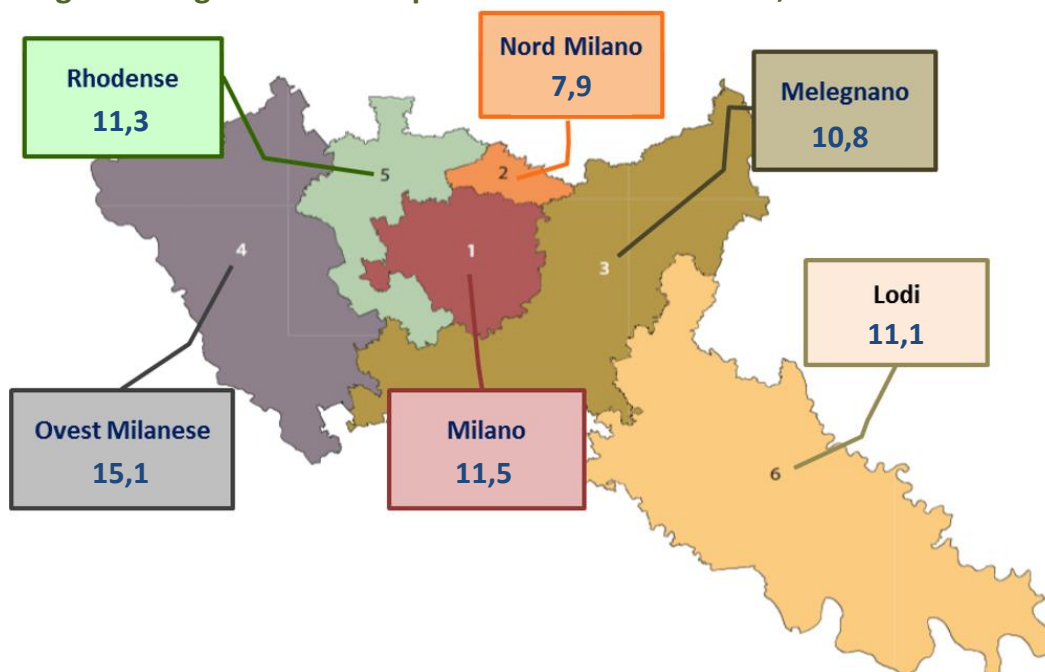 Nord Milano
7,9
Rhodense
11,3
Melegnano
10,8
5
2
4
1
3
Lodi
11,1
Ovest Milanese
15,1
Milano
11,5
6